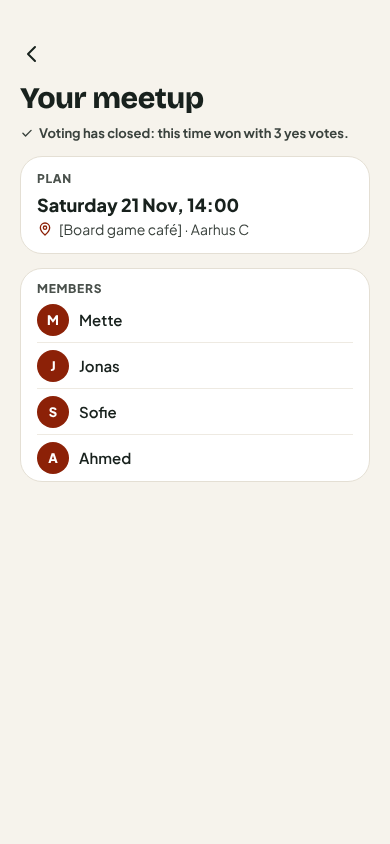 Your meetup
Voting has closed: this time won with 3 yes votes.
PLAN
Saturday 21 Nov, 14:00
[Board game café] · Aarhus C
MEMBERS
M Mette
J Jonas
S Sofie
A Ahmed